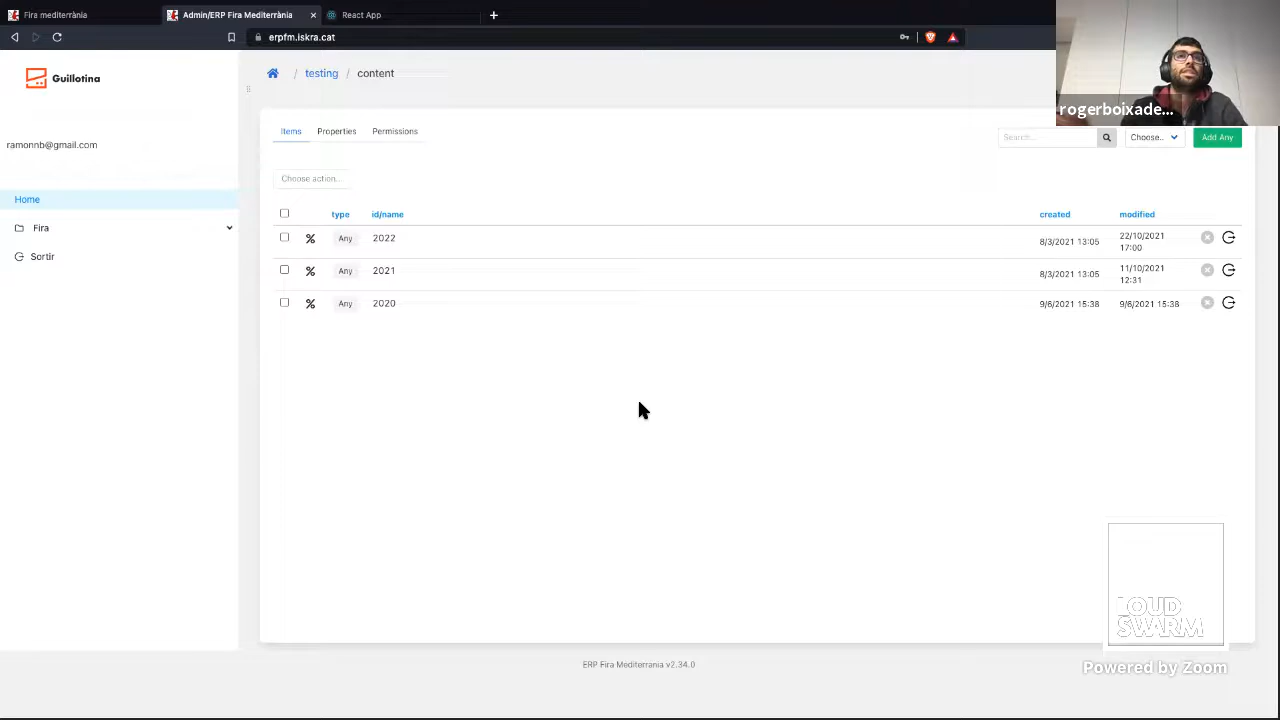 Fira mediterrània
Admin/ERP Fira Mediterrània
React App
erpfm.iskra.cat
rogerboixade...
Guillotina
testing / content
ramonnb@gmail.com
Items Properties Permissions
Search...
Choose..
Add Any
Choose action...
Home
Fira
Sortir
type id/name created modified
Any 2022 8/3/2021 13:05 22/10/2021 17:00
Any 2021 8/3/2021 13:05 11/10/2021 12:31
Any 2020 9/6/2021 15:38 9/6/2021 15:38
LOUD
SWARM
ERP Fira Mediterrania v2.34.0
Powered by Zoom